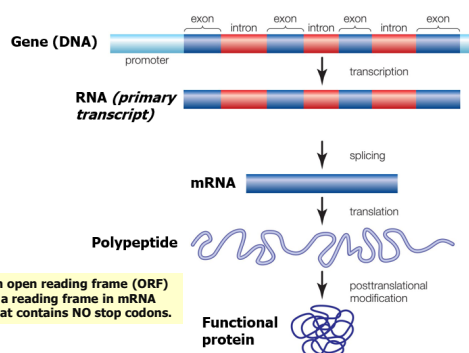 exon intron exon intron exon intron exon
Gene (DNA)
promoter
transcription
RNA (primary
transcript)
splicing
mRNA
translation
Polypeptide
posttranslational
modification
open reading frame (ORF)
a reading frame in mRNA
contains NO stop codons.
Functional
protein